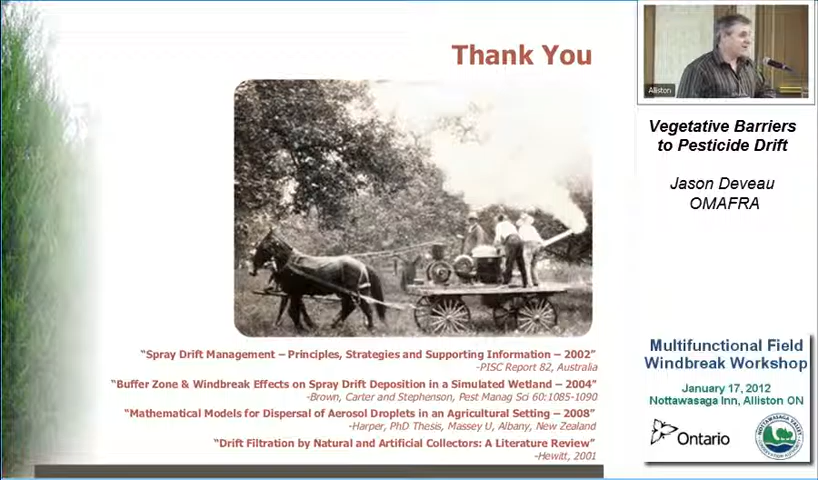 Thank You
"Spray Drift Management – Principles, Strategies and Supporting Information – 2002"
-PISC Report 82, Australia
"Buffer Zone & Windbreak Effects on Spray Drift Deposition in a Simulated Wetland – 2004"
-Brown, Carter and Stephenson, Pest Manag Sci 60:1085-1090
"Mathematical Models for Dispersal of Aerosol Droplets in an Agricultural Setting – 2008"
-Harper, PhD Thesis, Massey U, Albany, New Zealand
"Drift Filtration by Natural and Artificial Collectors: A Literature Review"
-Hewitt, 2001
Alliston
Vegetative Barriers
to Pesticide Drift
Jason Deveau
OMAFRA
Multifunctional Field
Windbreak Workshop
January 17, 2012
Nottawasaga Inn, Alliston ON
Ontario
NOTTAWASAGA VALLEY
CONSERVATION AUTHORITY